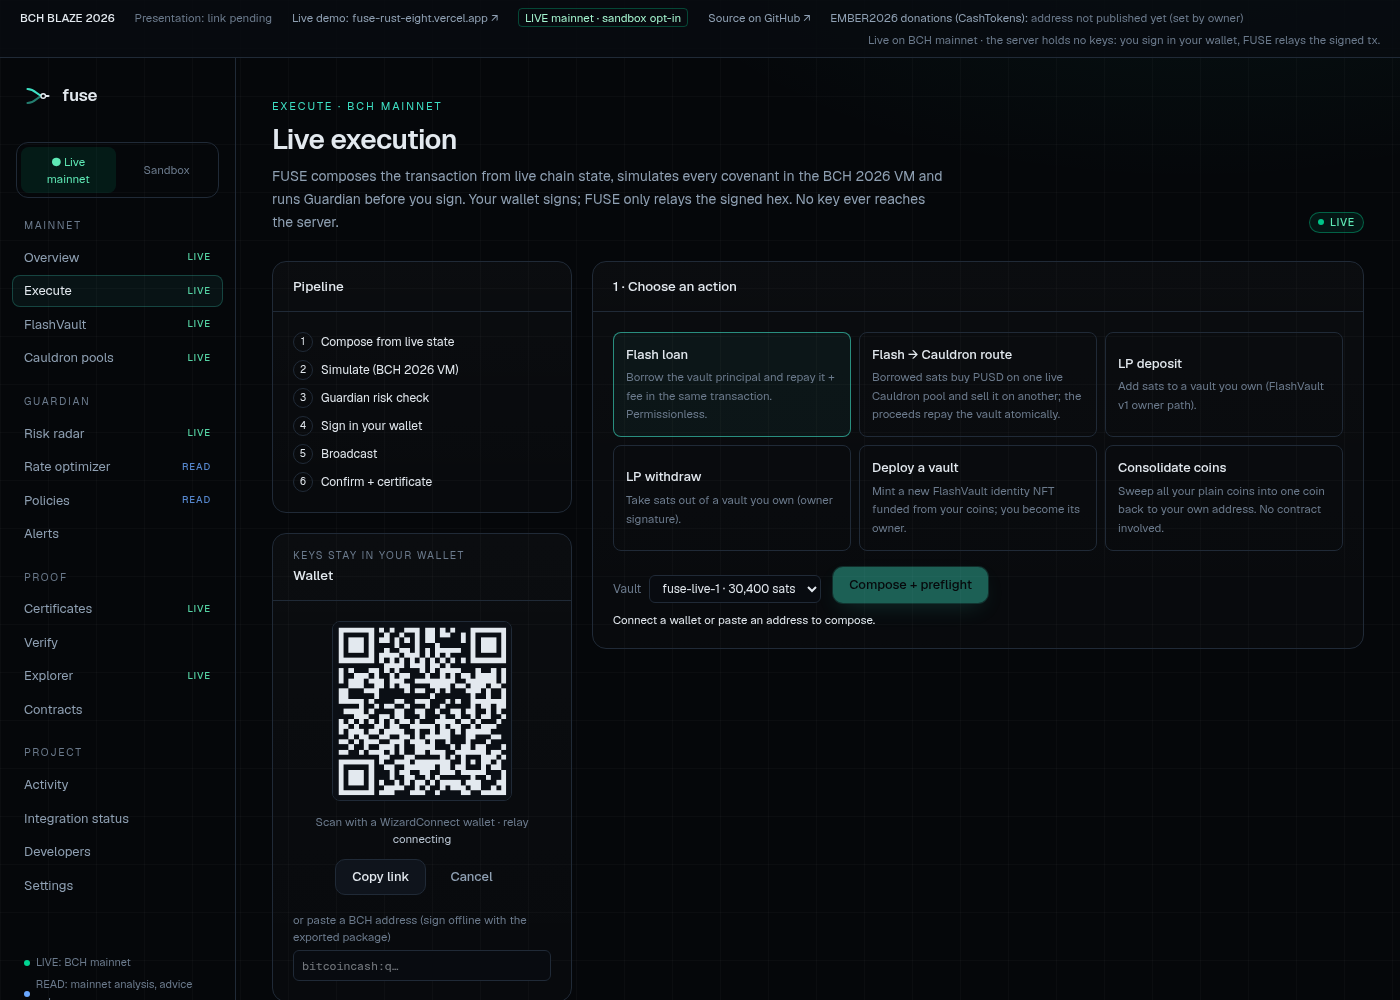 BCH BLAZE 2026 Presentation: link pending Live demo: fuse-rust-eight.vercel.app ↗ LIVE mainnet · sandbox opt-in Source on GitHub ↗ EMBER2026 donations (CashTokens): address not published yet (set by owner)
Live on BCH mainnet · the server holds no keys: you sign in your wallet, FUSE relays the signed tx.
fuse
Live mainnet
Sandbox
MAINNET
Overview LIVE
Execute LIVE
FlashVault LIVE
Cauldron pools LIVE
GUARDIAN
Risk radar LIVE
Rate optimizer READ
Policies READ
Alerts
PROOF
Certificates LIVE
Verify
Explorer LIVE
Contracts
PROJECT
Activity
Integration status
Developers
Settings
LIVE: BCH mainnet
READ: mainnet analysis, advice
EXECUTE · BCH MAINNET
Live execution
FUSE composes the transaction from live chain state, simulates every covenant in the BCH 2026 VM and
runs Guardian before you sign. Your wallet signs; FUSE only relays the signed hex. No key ever reaches
the server.
LIVE
Pipeline
1 Compose from live state
2 Simulate (BCH 2026 VM)
3 Guardian risk check
4 Sign in your wallet
5 Broadcast
6 Confirm + certificate
KEYS STAY IN YOUR WALLET
Wallet
Scan with a WizardConnect wallet · relay
connecting
Copy link Cancel
or paste a BCH address (sign offline with the
exported package)
bitcoincash:q…
1 · Choose an action
Flash loan
Borrow the vault principal and repay it +
fee in the same transaction.
Permissionless.
Flash → Cauldron route
Borrowed sats buy PUSD on one live
Cauldron pool and sell it on another; the
proceeds repay the vault atomically.
LP deposit
Add sats to a vault you own (FlashVault
v1 owner path).
LP withdraw
Take sats out of a vault you own (owner
signature).
Deploy a vault
Mint a new FlashVault identity NFT
funded from your coins; you become its
owner.
Consolidate coins
Sweep all your plain coins into one coin
back to your own address. No contract
involved.
Vault fuse-live-1 · 30,400 sats Compose + preflight
Connect a wallet or paste an address to compose.